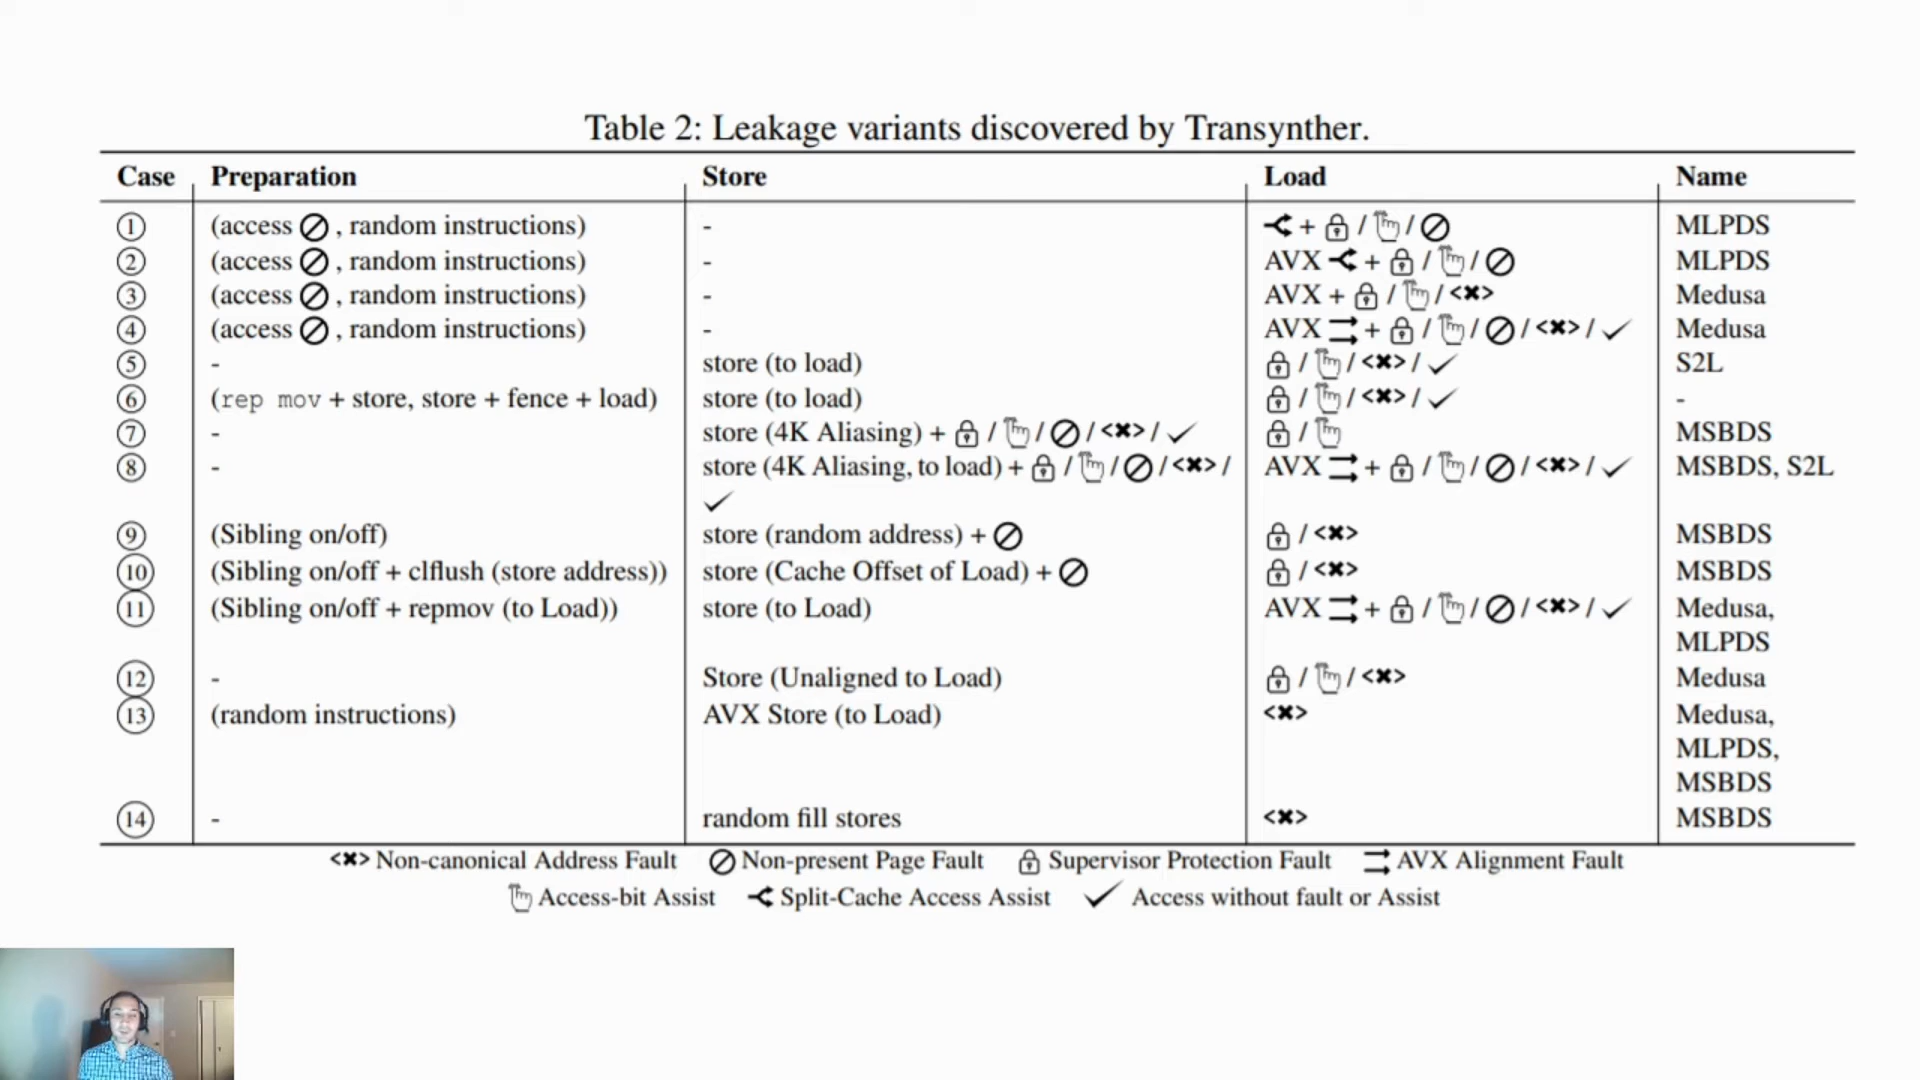 Table 2: Leakage variants discovered by Transynther.
Case Preparation Store Load Name
1 (access ⊘ , random instructions) - + / / ⊘ MLPDS
2 (access ⊘ , random instructions) - AVX + / / ⊘ MLPDS
3 (access ⊘ , random instructions) - AVX + / / <✖> Medusa
4 (access ⊘ , random instructions) - AVX + / / ⊘ / <✖> / ✓ Medusa
5 - store (to load) / / <✖> / ✓ S2L
6 (rep mov + store, store + fence + load) store (to load) / / <✖> / ✓ -
7 - store (4K Aliasing) + / / ⊘ / <✖> / ✓ / MSBDS
8 - store (4K Aliasing, to load) + / / ⊘ / <✖> / AVX + / / ⊘ / <✖> / ✓ MSBDS, S2L
✓
9 (Sibling on/off) store (random address) + ⊘ / <✖> MSBDS
10 (Sibling on/off + clflush (store address)) store (Cache Offset of Load) + ⊘ / <✖> MSBDS
11 (Sibling on/off + repmov (to Load)) store (to Load) AVX + / / ⊘ / <✖> / ✓ Medusa,
MLPDS
12 - Store (Unaligned to Load) / / <✖> Medusa
13 (random instructions) AVX Store (to Load) <✖> Medusa,
MLPDS,
MSBDS
14 - random fill stores <✖> MSBDS
<✖> Non-canonical Address Fault ⊘ Non-present Page Fault Supervisor Protection Fault AVX Alignment Fault
Access-bit Assist Split-Cache Access Assist ✓ Access without fault or Assist